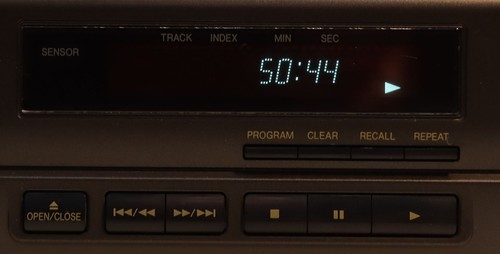 TRACK INDEX MIN SEC
SENSOR
50:44
PROGRAM CLEAR RECALL REPEAT
OPEN/CLOSE